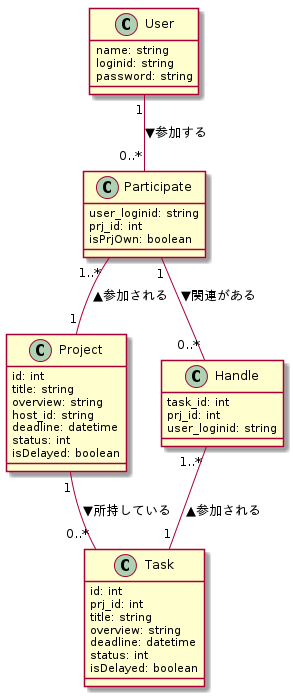 C User
name: string
loginid: string
password: string
1
▼参加する
0..*
C Participate
user_loginid: string
prj_id: int
isPrjOwn: boolean
1..*
1
▲参加される
▼関連がある
1
0..*
C Project
id: int
title: string
overview: string
host_id: string
deadline: datetime
status: int
isDelayed: boolean
C Handle
task_id: int
prj_id: int
user_loginid: string
1
1..*
▼所持している
▲参加される
0..*
1
C Task
id: int
prj_id: int
title: string
overview: string
deadline: datetime
status: int
isDelayed: boolean